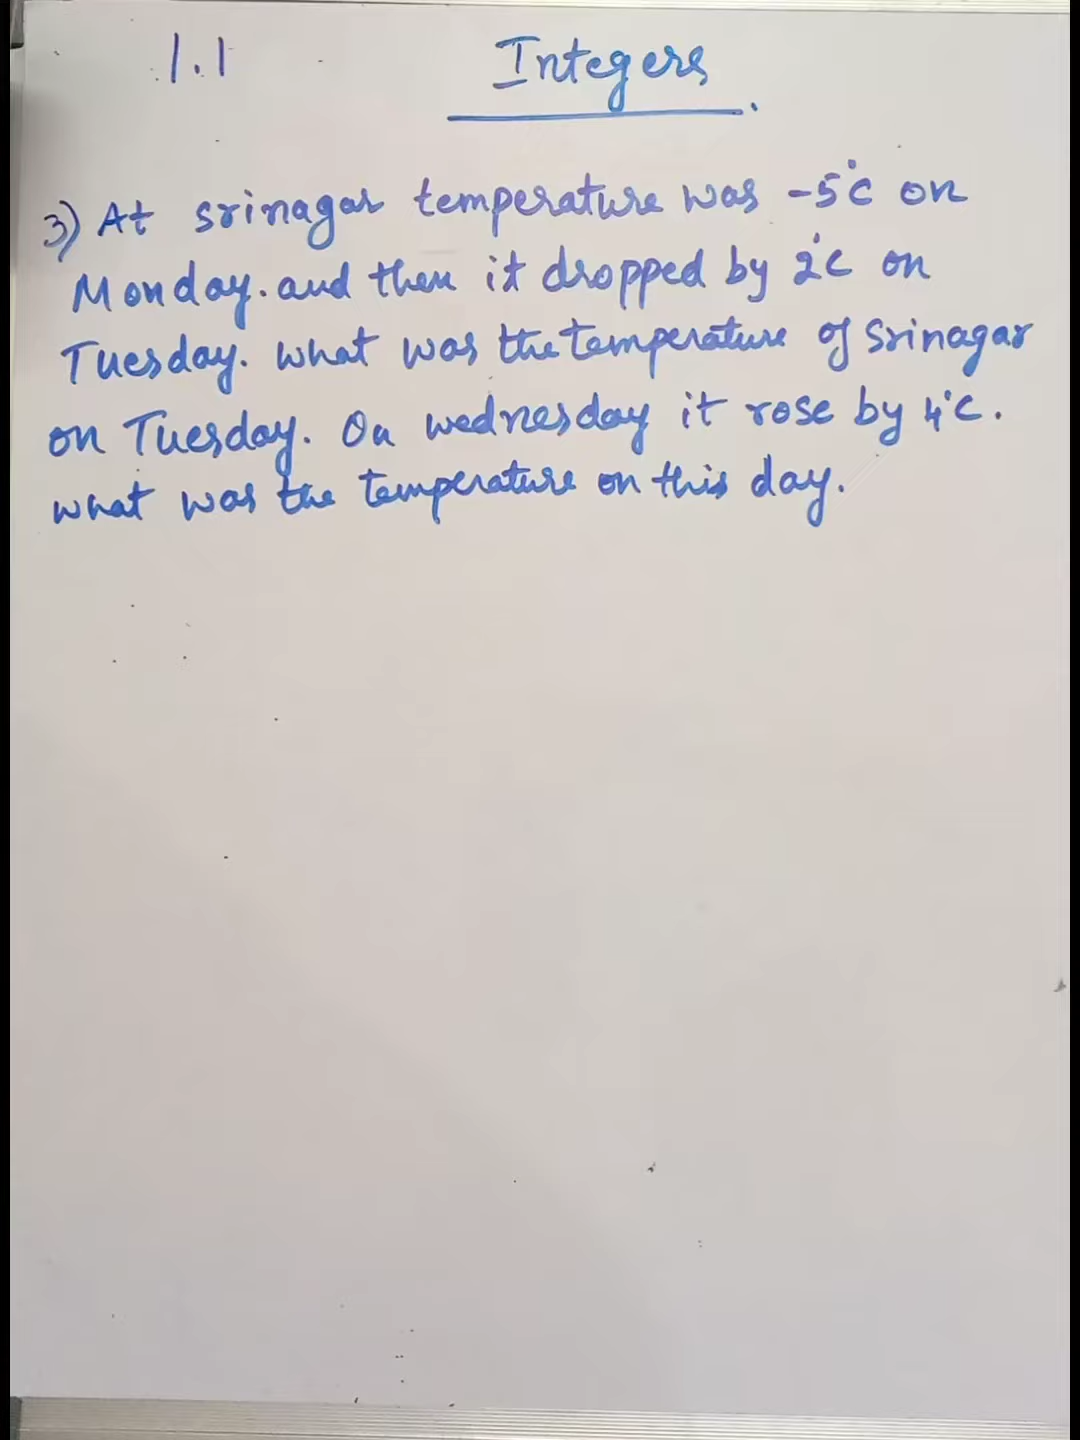 1.1 Integers
3) At srinagar temperature was -5°c on
Monday. and then it dropped by 2°c on
Tuesday. what was the temperature of Srinagar
on Tuesday. On wednesday it rose by 4°c.
what was the temperature on this day.